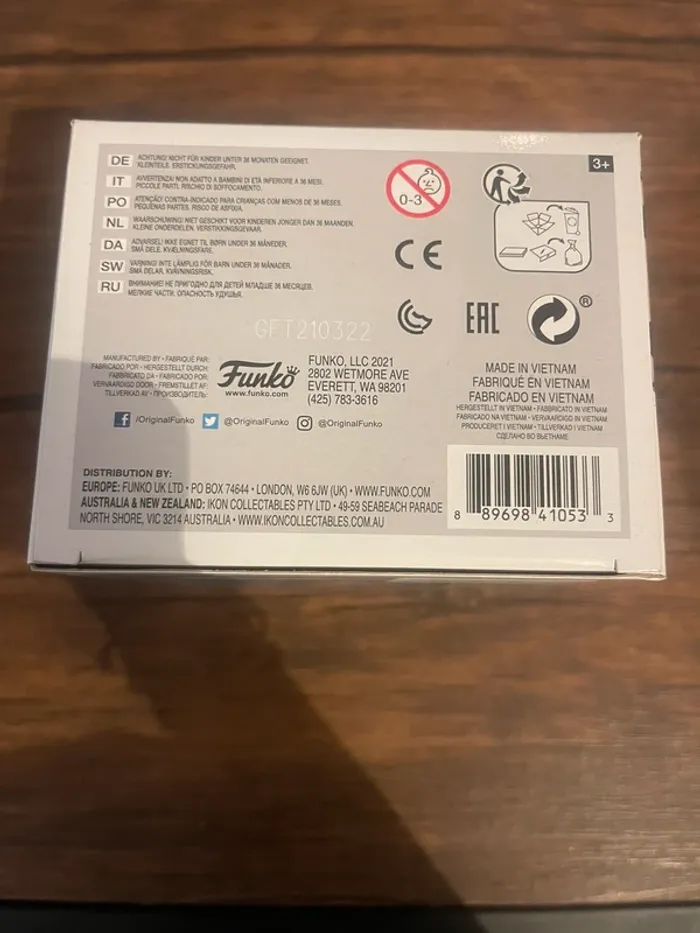 DE ACHTUNG! NICHT FÜR KINDER UNTER 36 MONATEN GEEIGNET.
KLEINTEILE. ERSTICKUNGSGEFAHR.
IT AVVERTENZA! NON ADATTO A BAMBINI DI ETÀ INFERIORE A 36 MESI.
PICCOLE PARTI. RISCHIO DI SOFFOCAMENTO.
PO ATENÇÃO! CONTRA-INDICADO PARA CRIANÇAS COM MENOS DE 36 MESES.
PEQUENAS PARTES. RISCO DE ASFIXIA.
NL WAARSCHUWING! NIET GESCHIKT VOOR KINDEREN JONGER DAN 36 MAANDEN.
KLEINE ONDERDELEN. VERSTIKKINGSGEVAAR.
DA ADVARSEL! IKKE EGNET TIL BØRN UNDER 36 MÅNEDER.
SMÅ DELE. KVÆLNINGSFARE.
SW VARNING! INTE LÄMPLIG FÖR BARN UNDER 36 MÅNADER.
SMÅ DELAR. KVÄVNINGSRISK.
RU ВНИМАНИЕ! НЕ ПРИГОДНО ДЛЯ ДЕТЕЙ МЛАДШЕ 36 МЕСЯЦЕВ.
МЕЛКИЕ ЧАСТИ. ОПАСНОСТЬ УДУШЬЯ.
0-3
3+
CE
EAC
®
GFT210322
MANUFACTURED BY • FABRIQUÉ PAR:
FABRICADO POR • HERGESTELLT DURCH:
FABBRICATO DA • FABRICADO POR:
VERVAARDIGD DOOR • FREMSTILLET AF:
TILLVERKAD AV • ПРОИЗВОДИТЕЛЬ:
Funko
www.funko.com
FUNKO, LLC 2021
2802 WETMORE AVE
EVERETT, WA 98201
(425) 783-3616
f /OriginalFunko @OriginalFunko @OriginalFunko
MADE IN VIETNAM
FABRIQUÉ EN VIETNAM
FABRICADO EN VIETNAM
HERGESTELLT IN VIETNAM • FABBRICATO IN VIETNAM
FABRICADO NA VIETNAM • VERVAARDIGD IN VIETNAM
PRODUCERET I VIETNAM • TILLVERKAD I VIETNAM
СДЕЛАНО ВО ВЬЕТНАМЕ
DISTRIBUTION BY:
EUROPE: FUNKO UK LTD • PO BOX 74644 • LONDON, W6 6JW (UK) • WWW.FUNKO.COM
AUSTRALIA & NEW ZEALAND: IKON COLLECTABLES PTY LTD • 49-59 SEABEACH PARADE
NORTH SHORE, VIC 3214 AUSTRALIA • WWW.IKONCOLLECTABLES.COM.AU
8 89698 41053 3